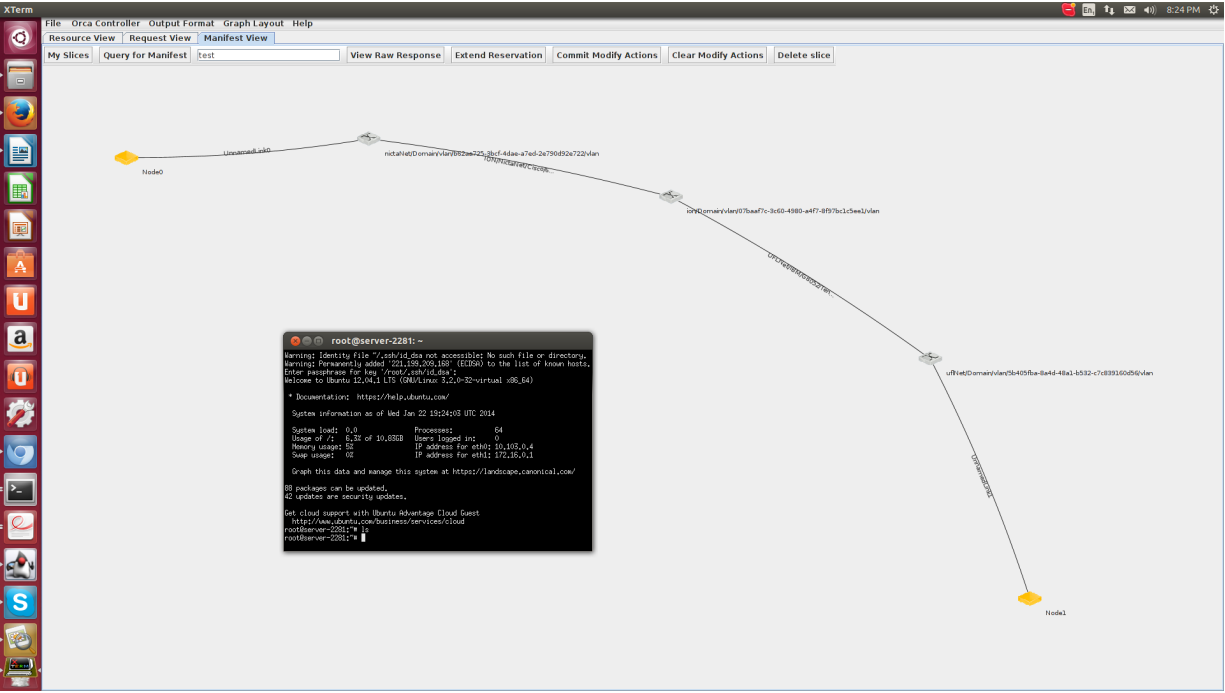 XTerm
En
8:24 PM
File Orca Controller Output Format Graph Layout Help
Resource View Request View Manifest View
My Slices Query for Manifest test View Raw Response Extend Reservation Commit Modify Actions Clear Modify Actions Delete slice
UnnamedLink0
Node0
nictaNet/Domain/vlan/b62ae725-3bcf-4dae-a7ed-2e790d92e722/vlan
ION/NictaNet/Cisco/6...
ion/Domain/vlan/07baaf7c-3c60-4980-a4f7-8f97bc1c5ee1/vlan
uflNet/Domain/vlan/5b405fba-8a4d-48a1-b532-c7c839160d56/vlan
Node1
root@server-2281: ~
Warning: Identity file ~/.ssh/id_dsa not accessible: No such file or directory.
Warning: Permanently added '221.199.209.168' (ECDSA) to the list of known hosts.
Enter passphrase for key '/root/.ssh/id_dsa':
Welcome to Ubuntu 12.04.1 LTS (GNU/Linux 3.2.0-32-virtual x86_64)
* Documentation: https://help.ubuntu.com/
System information as of Wed Jan 22 19:24:03 UTC 2014
System load: 0.0 Processes: 64
Usage of /: 6.3% of 10.83GB Users logged in: 0
Memory usage: 5% IP address for eth0: 10.103.0.4
Swap usage: 0% IP address for eth1: 172.16.0.1
Graph this data and manage this system at https://landscape.canonical.com/
88 packages can be updated.
42 updates are security updates.
Get cloud support with Ubuntu Advantage Cloud Guest
http://www.ubuntu.com/business/services/cloud
root@server-2281:~# ls
root@server-2281:~#